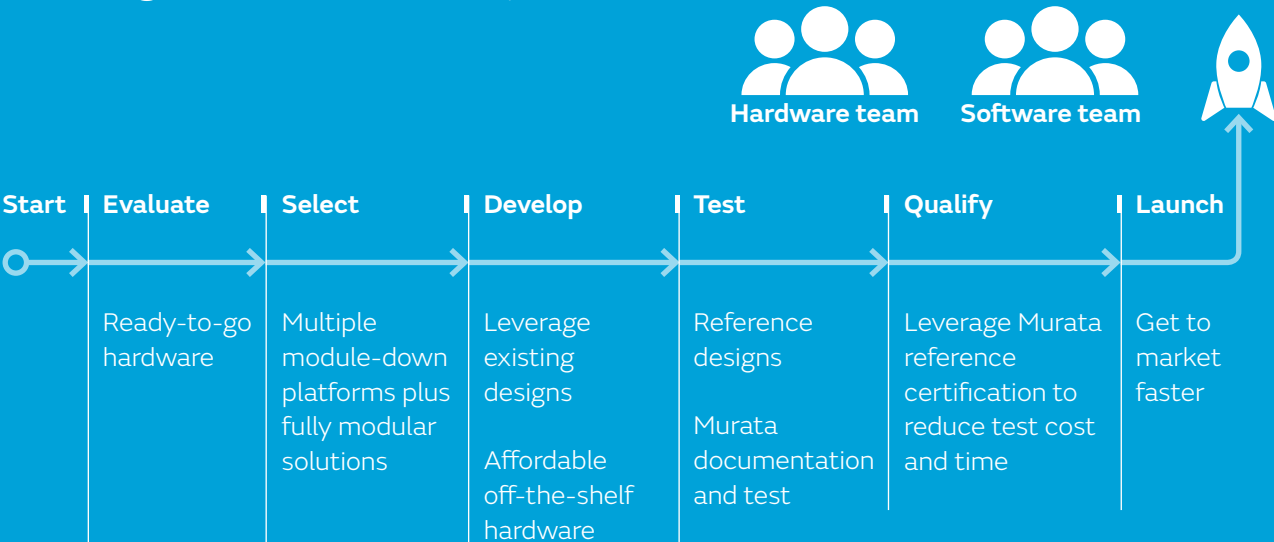 Hardware team
Software team
Start
Evaluate
Select
Develop
Test
Qualify
Launch
Ready-to-go
hardware
Multiple
module-down
platforms plus
fully modular
solutions
Leverage
existing
designs
Affordable
off-the-shelf
hardware
Reference
designs
Murata
documentation
and test
Leverage Murata
reference
certification to
reduce test cost
and time
Get to
market
faster